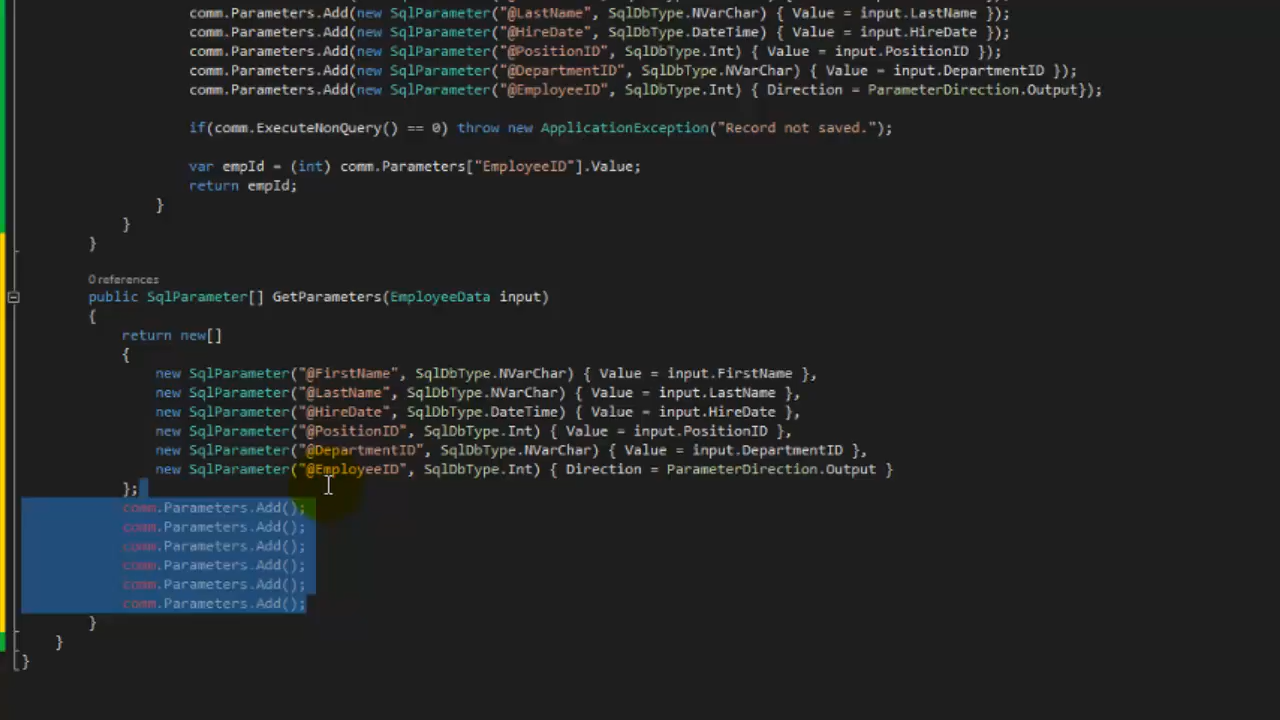 comm.Parameters.Add(new SqlParameter("@LastName", SqlDbType.NVarChar) { Value = input.LastName });
comm.Parameters.Add(new SqlParameter("@HireDate", SqlDbType.DateTime) { Value = input.HireDate });
comm.Parameters.Add(new SqlParameter("@PositionID", SqlDbType.Int) { Value = input.PositionID });
comm.Parameters.Add(new SqlParameter("@DepartmentID", SqlDbType.NVarChar) { Value = input.DepartmentID });
comm.Parameters.Add(new SqlParameter("@EmployeeID", SqlDbType.Int) { Direction = ParameterDirection.Output});
if(comm.ExecuteNonQuery() == 0) throw new ApplicationException("Record not saved.");
var empId = (int) comm.Parameters["EmployeeID"].Value;
return empId;
}
}
}
0 references
public SqlParameter[] GetParameters(EmployeeData input)
{
return new[]
{
new SqlParameter("@FirstName", SqlDbType.NVarChar) { Value = input.FirstName },
new SqlParameter("@LastName", SqlDbType.NVarChar) { Value = input.LastName },
new SqlParameter("@HireDate", SqlDbType.DateTime) { Value = input.HireDate },
new SqlParameter("@PositionID", SqlDbType.Int) { Value = input.PositionID },
new SqlParameter("@DepartmentID", SqlDbType.NVarChar) { Value = input.DepartmentID },
new SqlParameter("@EmployeeID", SqlDbType.Int) { Direction = ParameterDirection.Output }
};
comm.Parameters.Add();
comm.Parameters.Add();
comm.Parameters.Add();
comm.Parameters.Add();
comm.Parameters.Add();
comm.Parameters.Add();
}
}
}